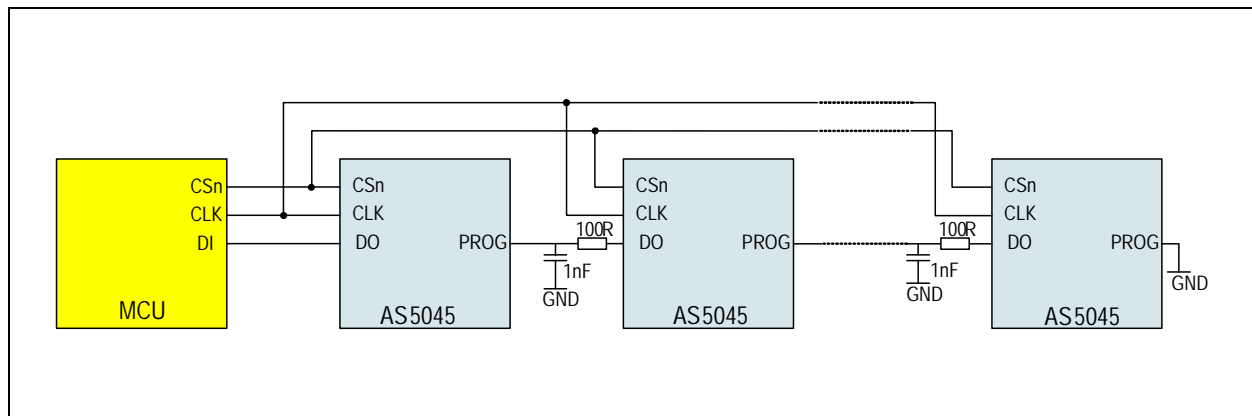 CSn
CLK
DI
MCU
CSn
CLK
DO
PROG
AS5045
100R
1nF
GND
CSn
CLK
DO
PROG
AS5045
100R
1nF
GND
CSn
CLK
DO
PROG
AS5045
GND